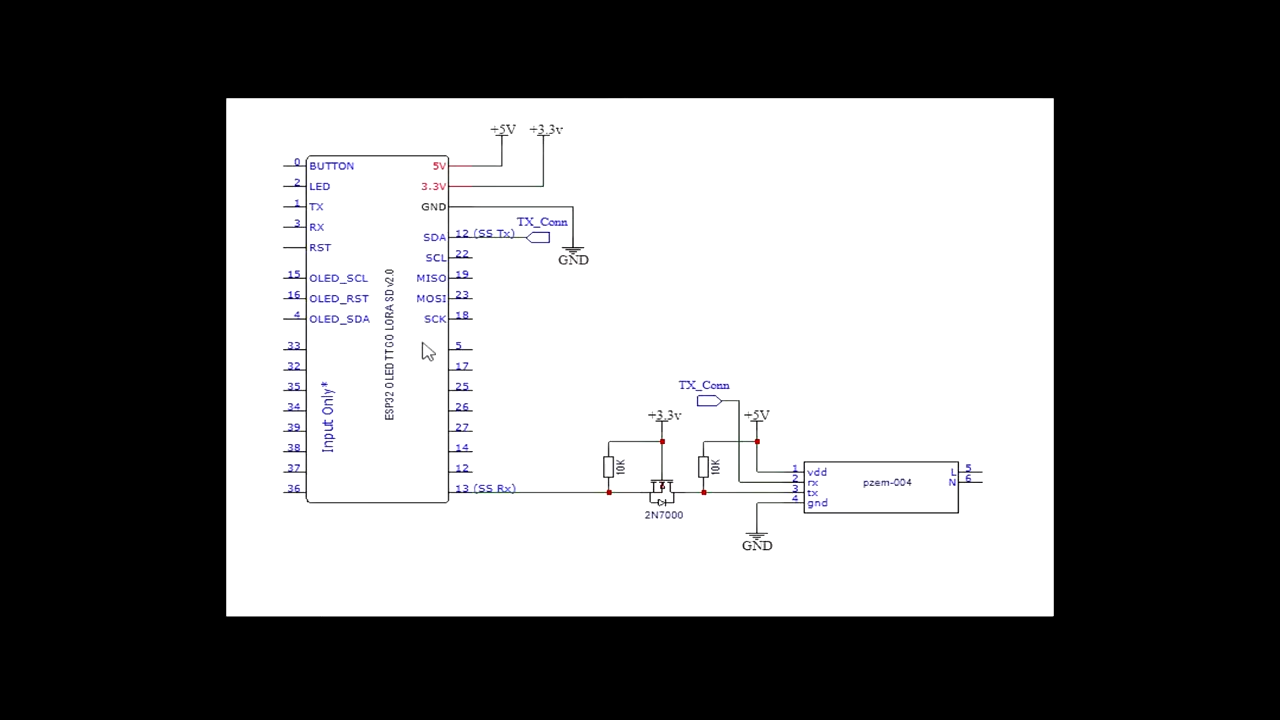 +5V +3.3v
0 BUTTON 5V
2 LED 3.3V
1 TX GND
3 RX
TX_Conn
RST SDA 12 (SS Tx)
GND
SCL 22
15 OLED_SCL MISO 19
16 OLED_RST MOSI 23
4 OLED_SDA SCK 18
ESP32 OLED TTGO LORA SD v2.0
33 5
32 17
35 25
34 26
39 27
38 14
37 12
36 13 (SS Rx)
Input Only*
TX_Conn
+3.3v +5V
10K 10K
2N7000
1 vdd L 5
2 rx pzem-004 N 6
3 tx
4 gnd
GND